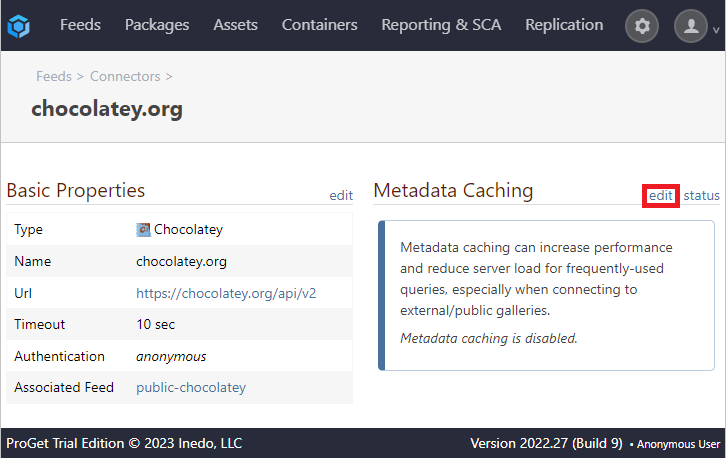 Feeds Packages Assets Containers Reporting & SCA Replication
Feeds > Connectors >
chocolatey.org
Basic Properties edit
Type Chocolatey
Name chocolatey.org
Url https://chocolatey.org/api/v2
Timeout 10 sec
Authentication anonymous
Associated Feed public-chocolatey
Metadata Caching edit status
Metadata caching can increase performance
and reduce server load for frequently-used
queries, especially when connecting to
external/public galleries.
Metadata caching is disabled.
ProGet Trial Edition © 2023 Inedo, LLC Version 2022.27 (Build 9) • Anonymous User